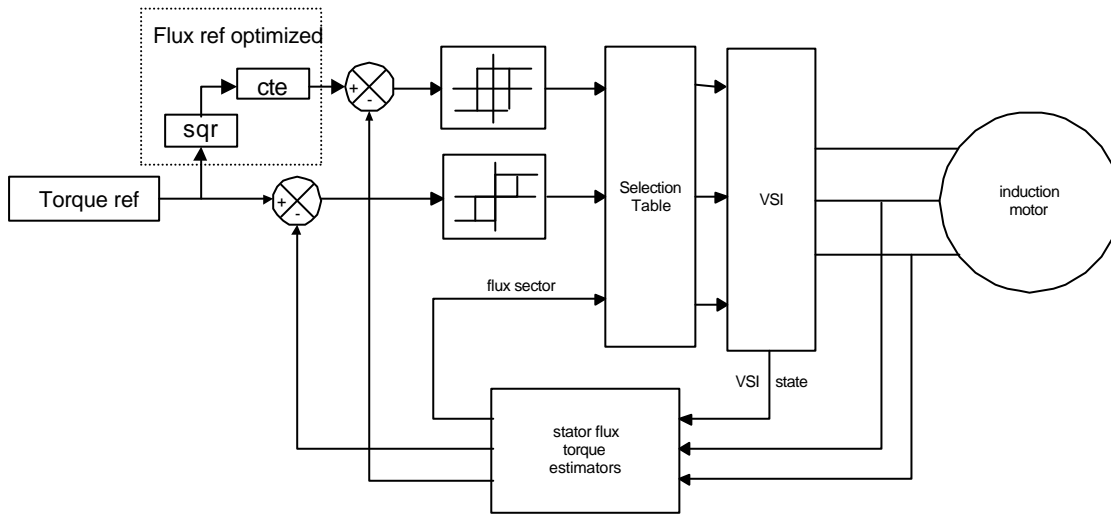 Flux ref optimized
cte
sqr
+
-
Torque ref
+
-
Selection
Table
VSI
induction
motor
flux sector
VSI state
stator flux
torque
estimators